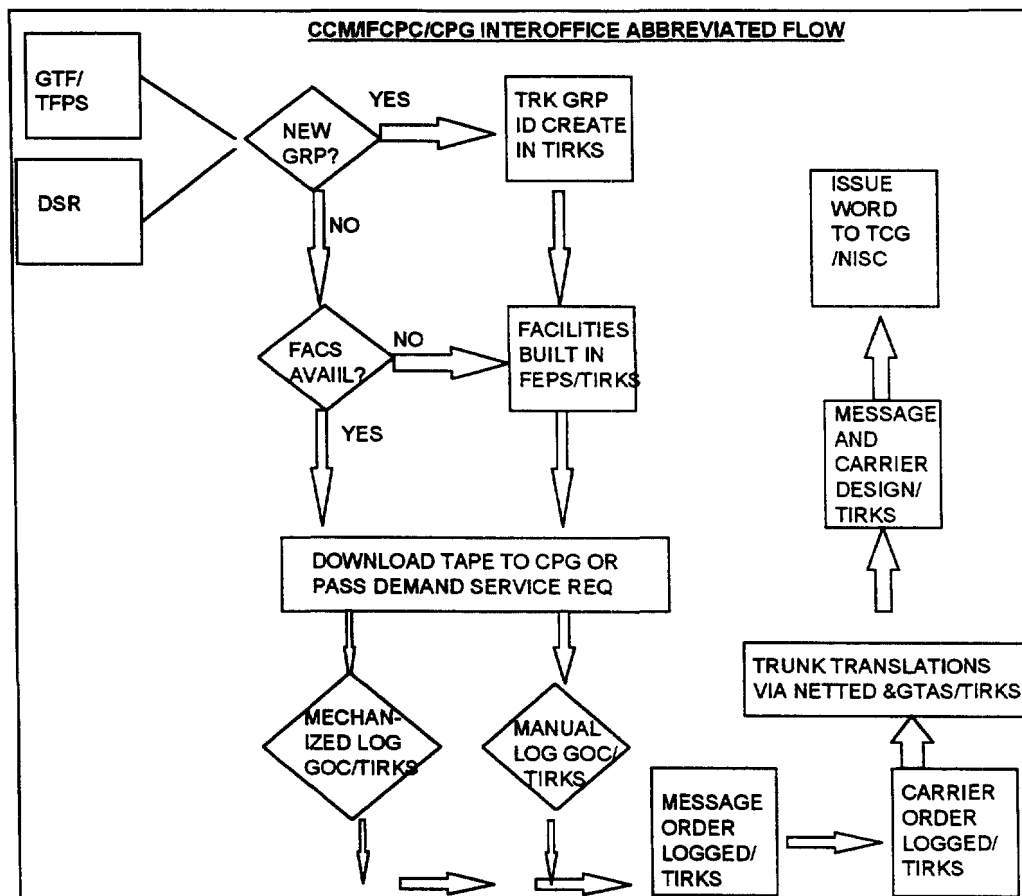 CCM/IFCPC/CPG INTEROFFICE ABBREVIATED FLOW
GTF/
TFPS
DSR
NEW
GRP?
YES
TRK GRP
ID CREATE
IN TIRKS
NO
FACS
AVAIIL?
NO
FACILITIES
BUILT IN
FEPS/TIRKS
YES
DOWNLOAD TAPE TO CPG OR
PASS DEMAND SERVICE REQ
MECHAN-
IZED LOG
GOC/TIRKS
MANUAL
LOG GOC/
TIRKS
MESSAGE
ORDER
LOGGED/
TIRKS
CARRIER
ORDER
LOGGED/
TIRKS
TRUNK TRANSLATIONS
VIA NETTED &GTAS/TIRKS
MESSAGE
AND
CARRIER
DESIGN/
TIRKS
ISSUE
WORD
TO TCG
/NISC